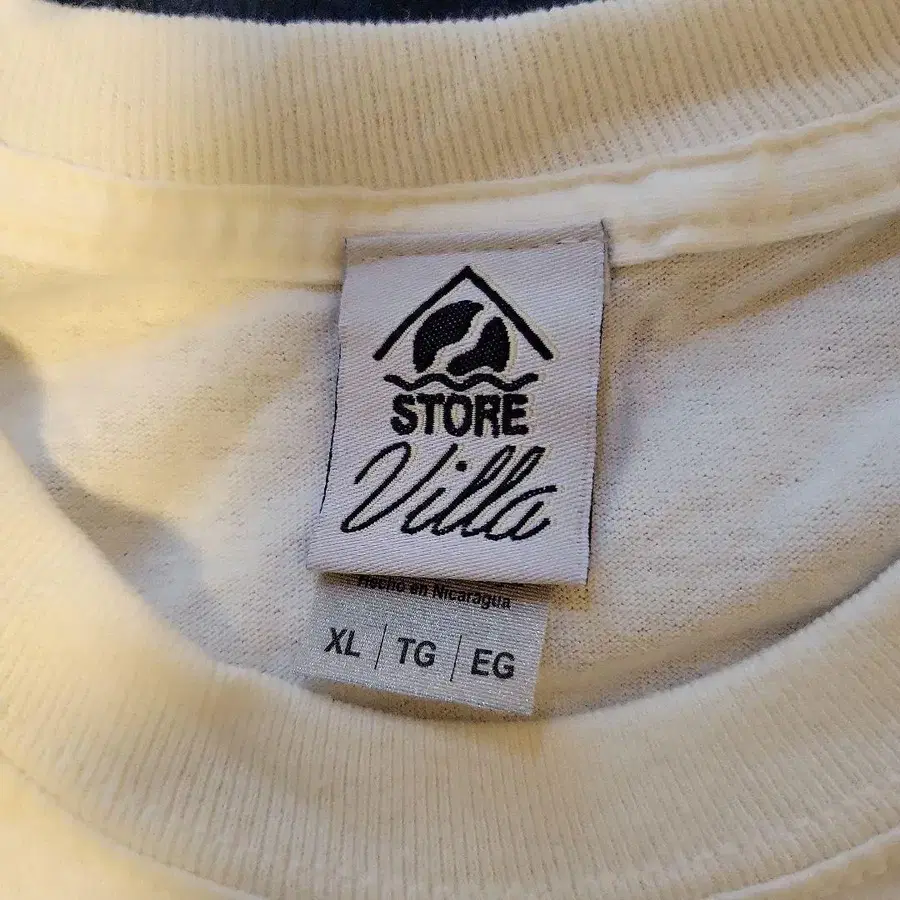 STORE
Villa
Hecho en Nicaragua
XL | TG | EG